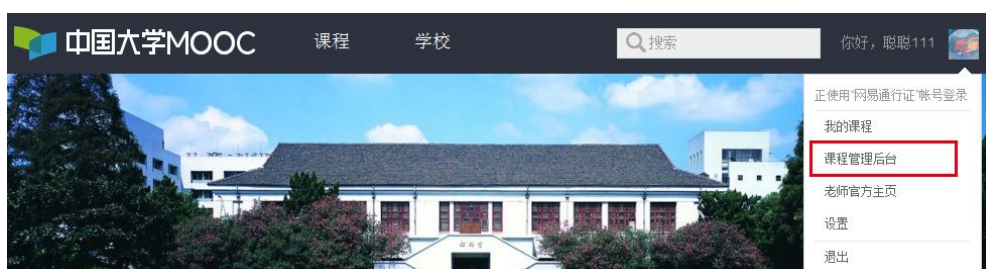 中国大学MOOC 课程 学校 搜索 你好，聪聪111
正使用“网易通行证”帐号登录
我的课程
课程管理后台
老师官方主页
设置
退出